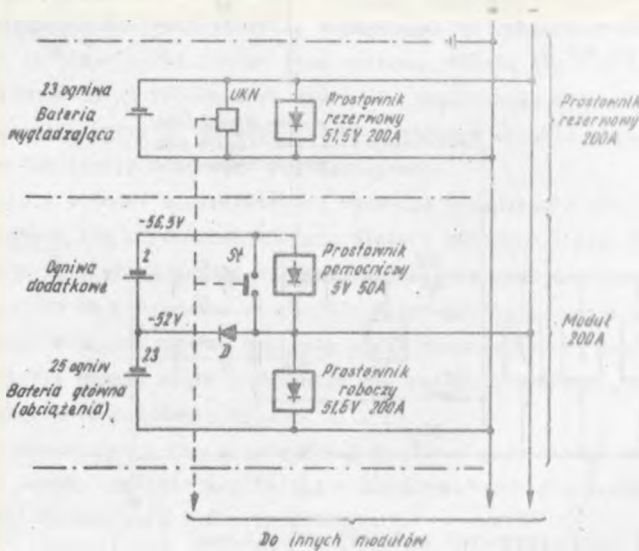 23 ogniwa
Bateria
wygładzająca
UKN
Prostownik
rezerwowy
51,5V 200A
Prostownik
rezerwowy
200A
-56,5V
2
Ogniwa
dodatkowe
St
Prostownik
pomocniczy
5V 50A
-52V
D
Moduł
200A
23
25 ogniw
Bateria główna
(obciążenia)
Prostownik
roboczy
51,5V 200A
Do innych modułów